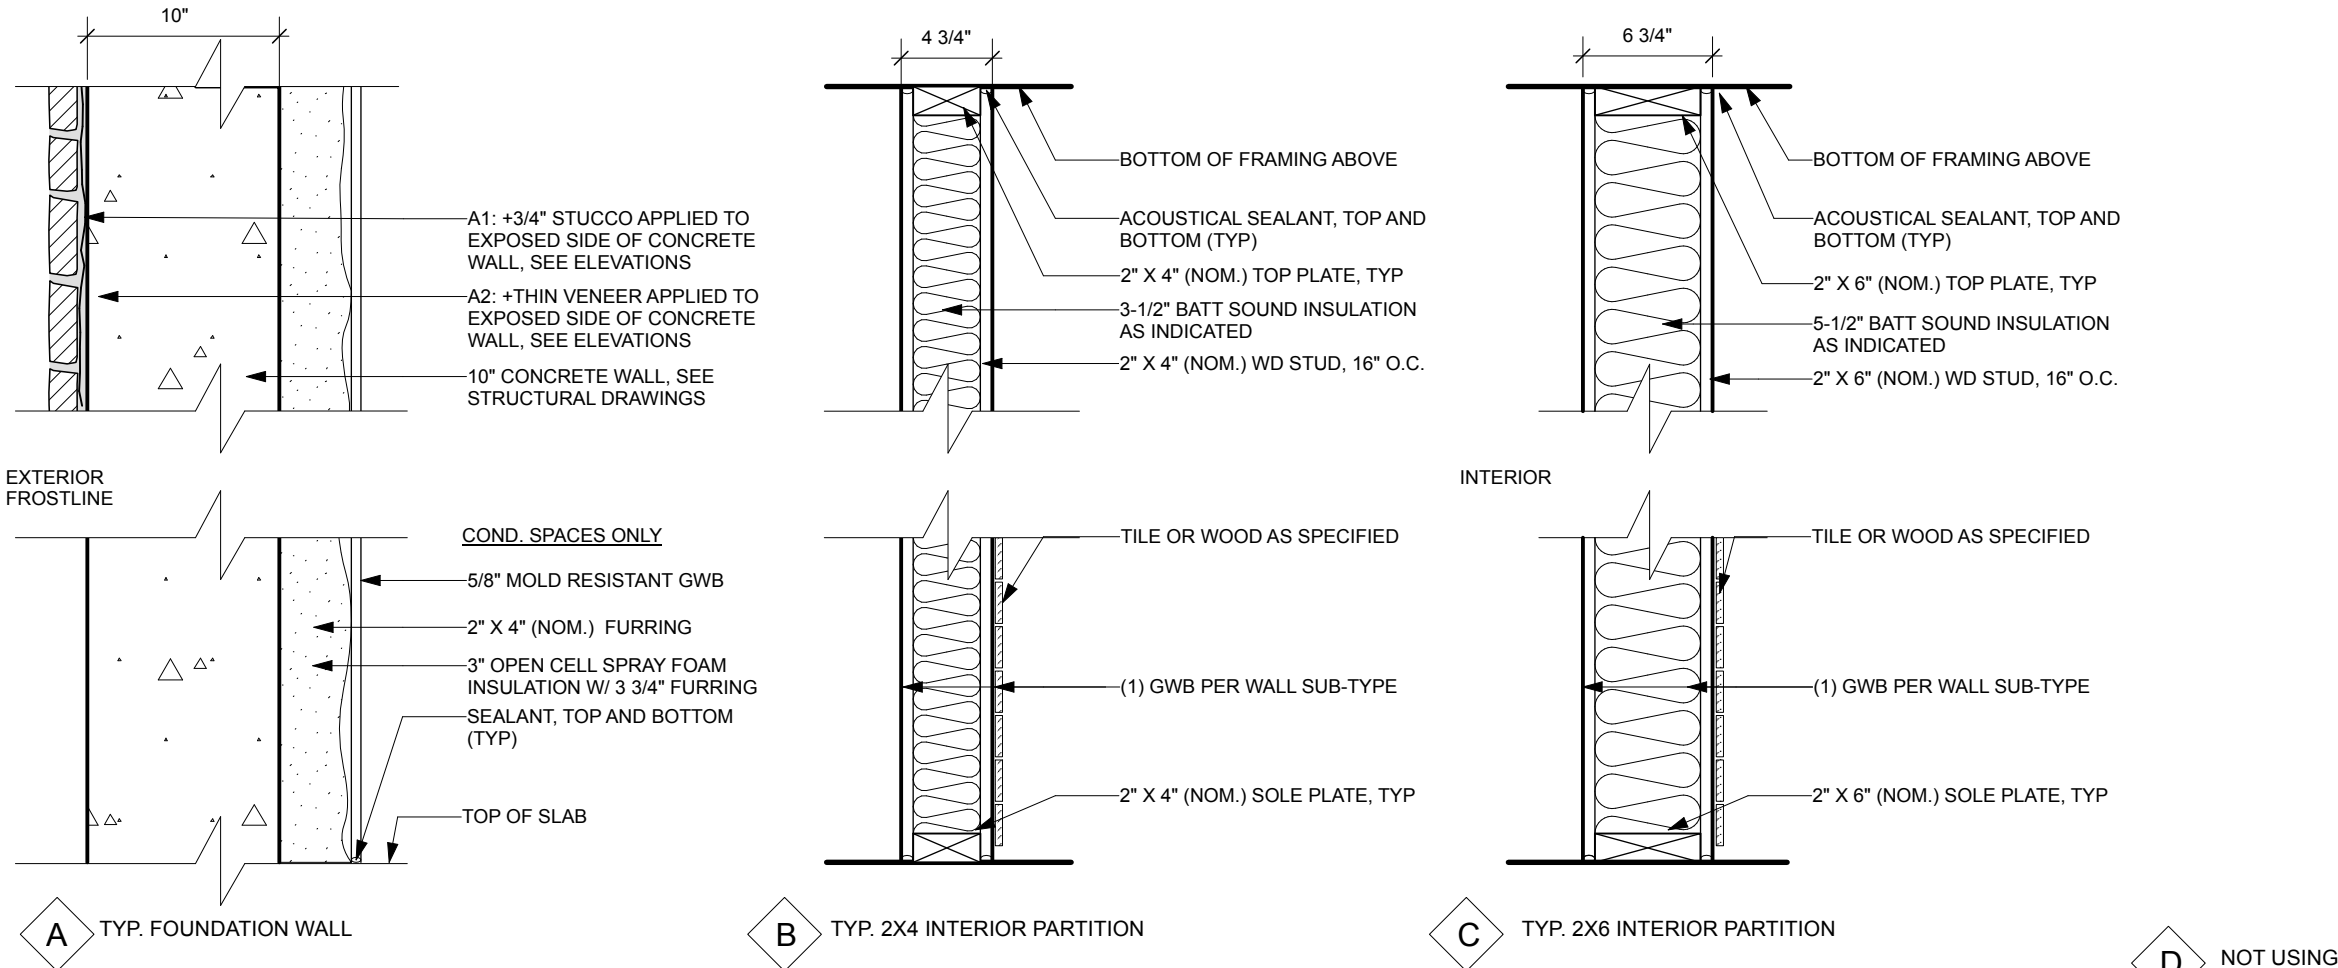 10"
A1: +3/4" STUCCO APPLIED TO
EXPOSED SIDE OF CONCRETE
WALL, SEE ELEVATIONS
A2: +THIN VENEER APPLIED TO
EXPOSED SIDE OF CONCRETE
WALL, SEE ELEVATIONS
10" CONCRETE WALL, SEE
STRUCTURAL DRAWINGS
EXTERIOR
FROSTLINE
COND. SPACES ONLY
5/8" MOLD RESISTANT GWB
2" X 4" (NOM.) FURRING
3" OPEN CELL SPRAY FOAM
INSULATION W/ 3 3/4" FURRING
SEALANT, TOP AND BOTTOM
(TYP)
TOP OF SLAB
A
TYP. FOUNDATION WALL
4 3/4"
BOTTOM OF FRAMING ABOVE
ACOUSTICAL SEALANT, TOP AND
BOTTOM (TYP)
2" X 4" (NOM.) TOP PLATE, TYP
3-1/2" BATT SOUND INSULATION
AS INDICATED
2" X 4" (NOM.) WD STUD, 16" O.C.
TILE OR WOOD AS SPECIFIED
(1) GWB PER WALL SUB-TYPE
2" X 4" (NOM.) SOLE PLATE, TYP
B
TYP. 2X4 INTERIOR PARTITION
6 3/4"
BOTTOM OF FRAMING ABOVE
ACOUSTICAL SEALANT, TOP AND
BOTTOM (TYP)
2" X 6" (NOM.) TOP PLATE, TYP
5-1/2" BATT SOUND INSULATION
AS INDICATED
2" X 6" (NOM.) WD STUD, 16" O.C.
INTERIOR
TILE OR WOOD AS SPECIFIED
(1) GWB PER WALL SUB-TYPE
2" X 6" (NOM.) SOLE PLATE, TYP
C
TYP. 2X6 INTERIOR PARTITION
D
NOT USING